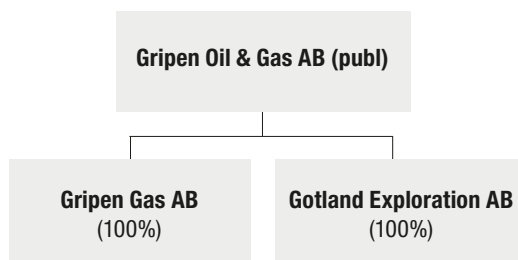 Gripen Oil & Gas AB (publ)
Gripen Gas AB
(100%)
Gotland Exploration AB
(100%)